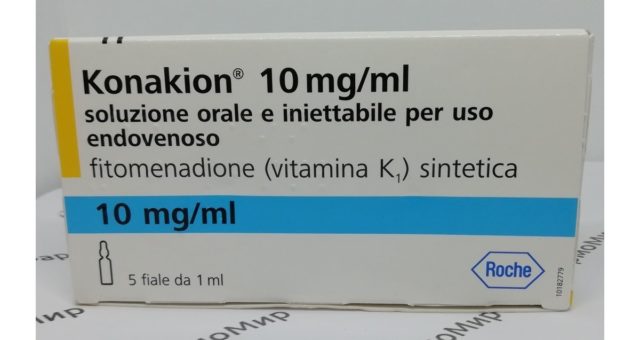 Konakion® 10 mg/ml
soluzione orale e iniettabile per uso
endovenoso
fitomenadione (vitamina K₁) sintetica
10 mg/ml
5 fiale da 1 ml
Roche
10182779